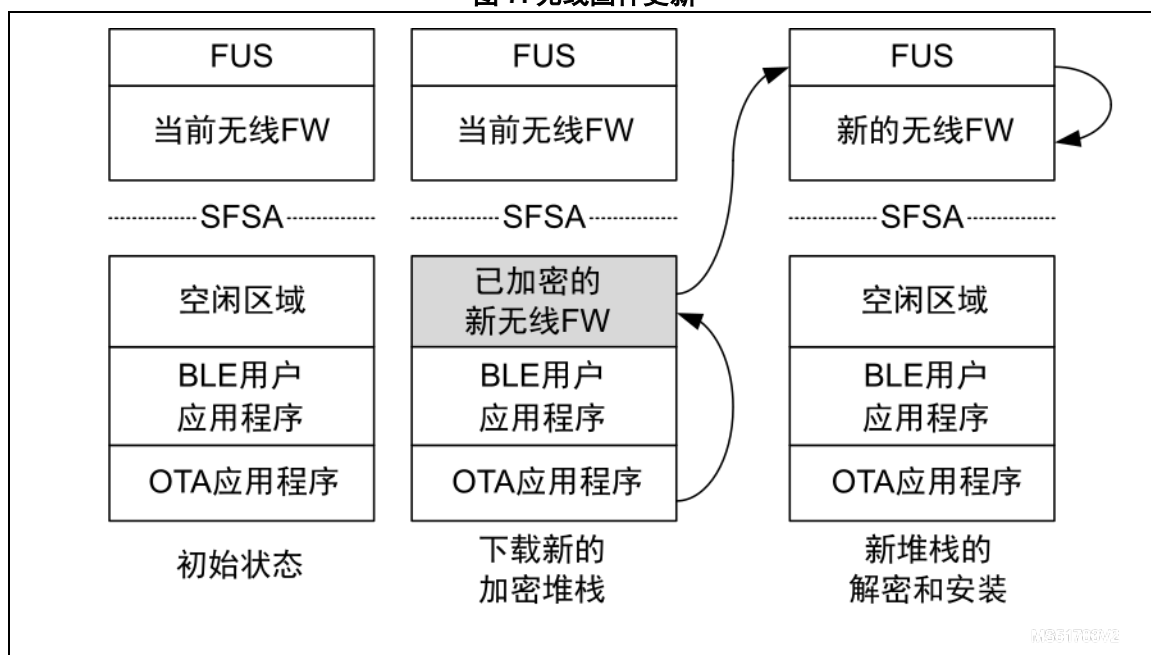 FUS
当前无线FW
SFSA
空闲区域
BLE用户
应用程序
OTA应用程序
初始状态
FUS
当前无线FW
SFSA
已加密的
新无线FW
BLE用户
应用程序
OTA应用程序
下载新的
加密堆栈
FUS
新的无线FW
SFSA
空闲区域
BLE用户
应用程序
OTA应用程序
新堆栈的
解密和安装